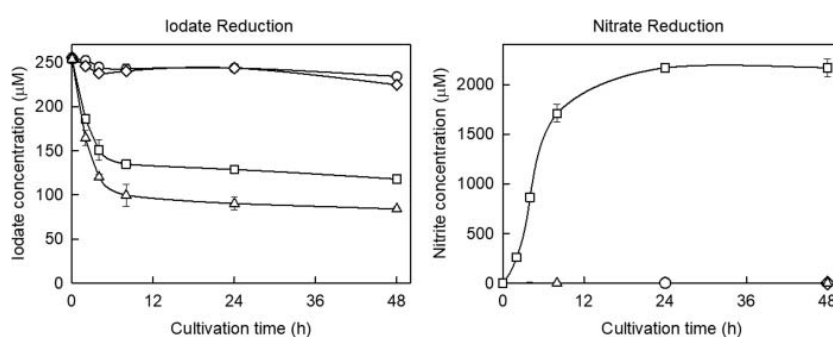 Iodate Reduction
Iodate concentration (µM)
250
200
150
100
50
0
0 12 24 36 48
Cultivation time (h)
Nitrate Reduction
Nitrite concentration (µM)
2000
1500
1000
500
0
0 12 24 36 48
Cultivation time (h)